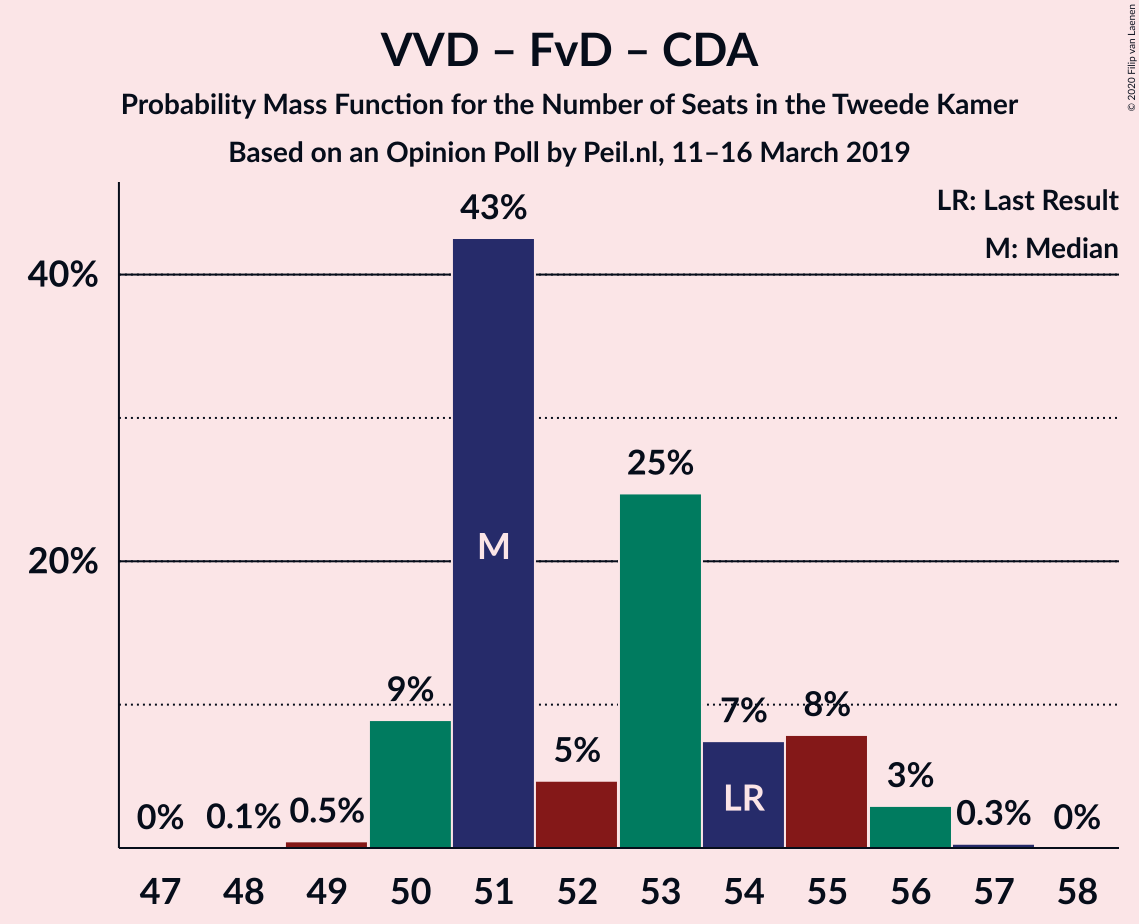 VVD – FvD – CDA
Probability Mass Function for the Number of Seats in the Tweede Kamer
Based on an Opinion Poll by Peil.nl, 11–16 March 2019
© 2020 Filip van Laenen
LR: Last Result
M: Median
40%
20%
0% 0.1% 0.5% 9% 43% 5% 25% 7% 8% 3% 0.3% 0%
M
LR
47 48 49 50 51 52 53 54 55 56 57 58